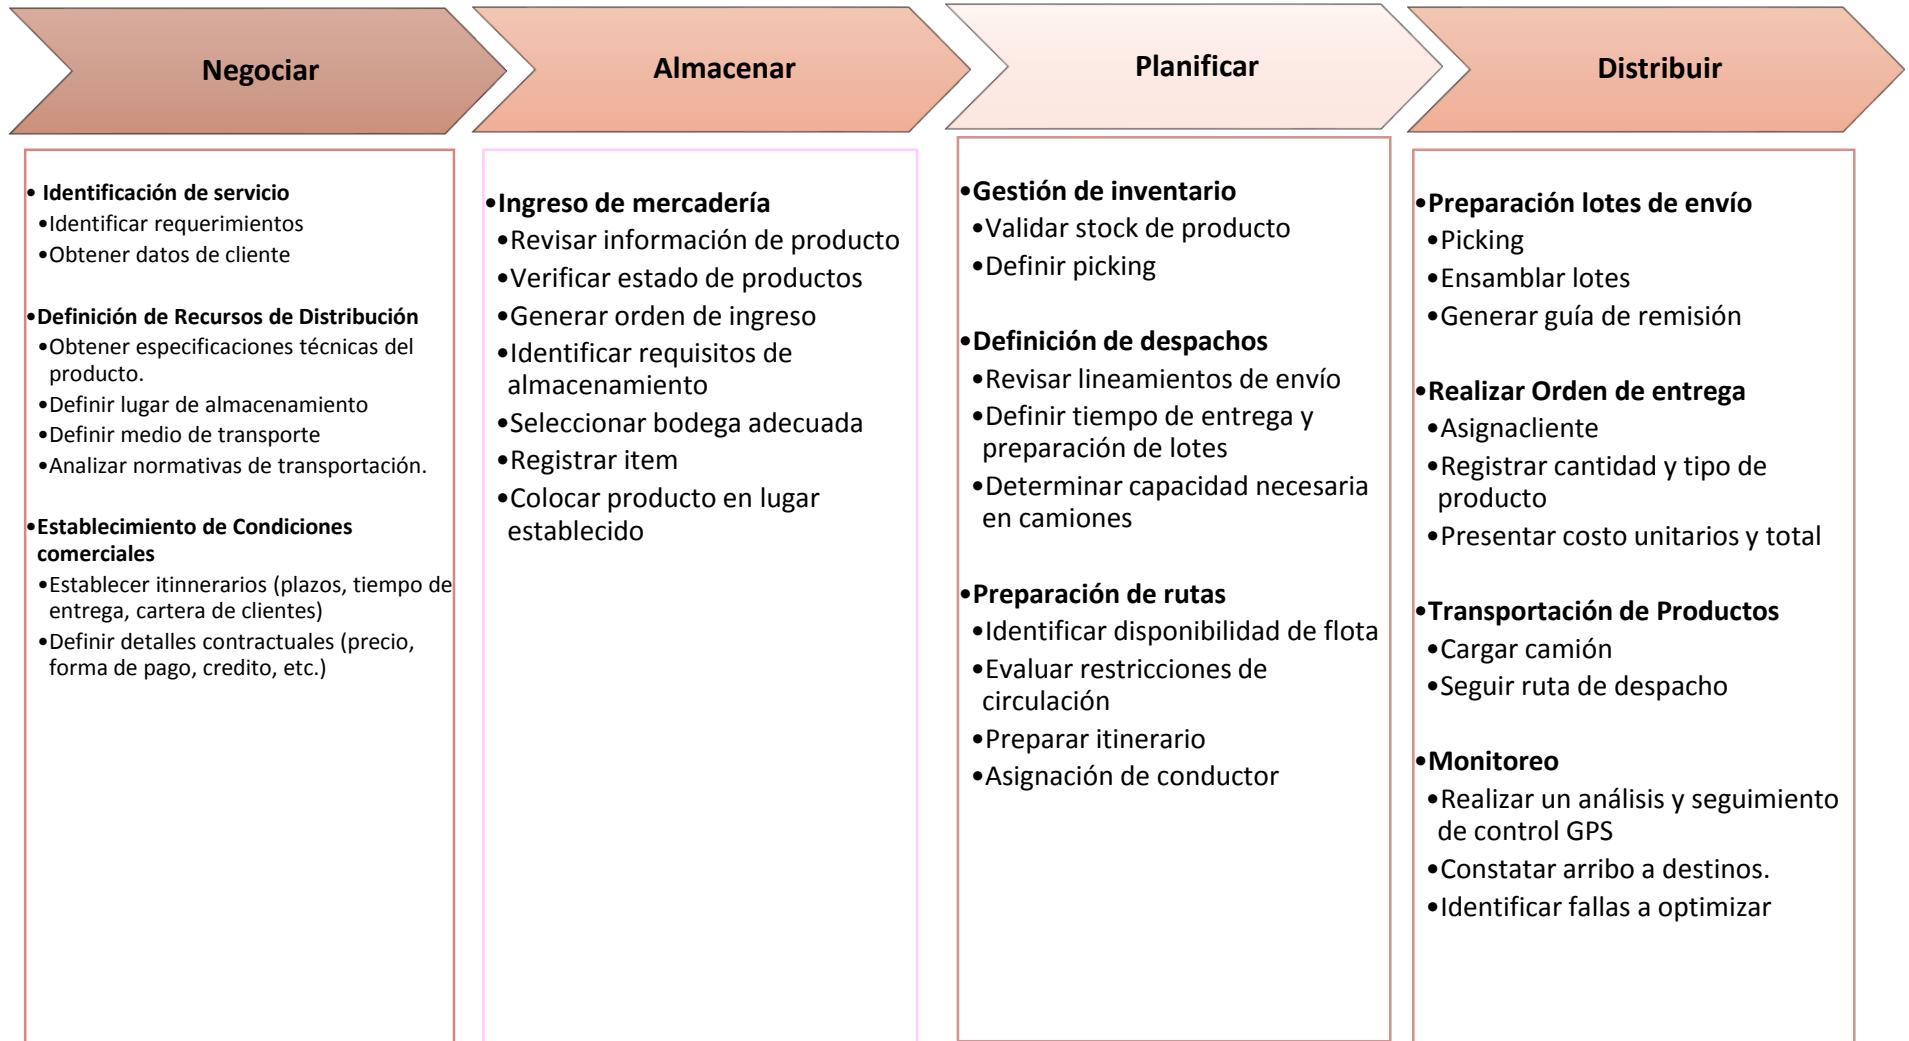 Negociar
• Identificación de servicio
•Identificar requerimientos
•Obtener datos de cliente
•Definición de Recursos de Distribución
•Obtener especificaciones técnicas del
producto.
•Definir lugar de almacenamiento
•Definir medio de transporte
•Analizar normativas de transportación.
•Establecimiento de Condiciones
comerciales
•Establecer itinnerarios (plazos, tiempo de
entrega, cartera de clientes)
•Definir detalles contractuales (precio,
forma de pago, credito, etc.)
Almacenar
•Ingreso de mercadería
•Revisar información de producto
•Verificar estado de productos
•Generar orden de ingreso
•Identificar requisitos de
almacenamiento
•Seleccionar bodega adecuada
•Registrar item
•Colocar producto en lugar
establecido
Planificar
•Gestión de inventario
•Validar stock de producto
•Definir picking
•Definición de despachos
•Revisar lineamientos de envío
•Definir tiempo de entrega y
preparación de lotes
•Determinar capacidad necesaria
en camiones
•Preparación de rutas
•Identificar disponibilidad de flota
•Evaluar restricciones de
circulación
•Preparar itinerario
•Asignación de conductor
Distribuir
•Preparación lotes de envío
•Picking
•Ensamblar lotes
•Generar guía de remisión
•Realizar Orden de entrega
•Asignacliente
•Registrar cantidad y tipo de
producto
•Presentar costo unitarios y total
•Transportación de Productos
•Cargar camión
•Seguir ruta de despacho
•Monitoreo
•Realizar un análisis y seguimiento
de control GPS
•Constatar arribo a destinos.
•Identificar fallas a optimizar